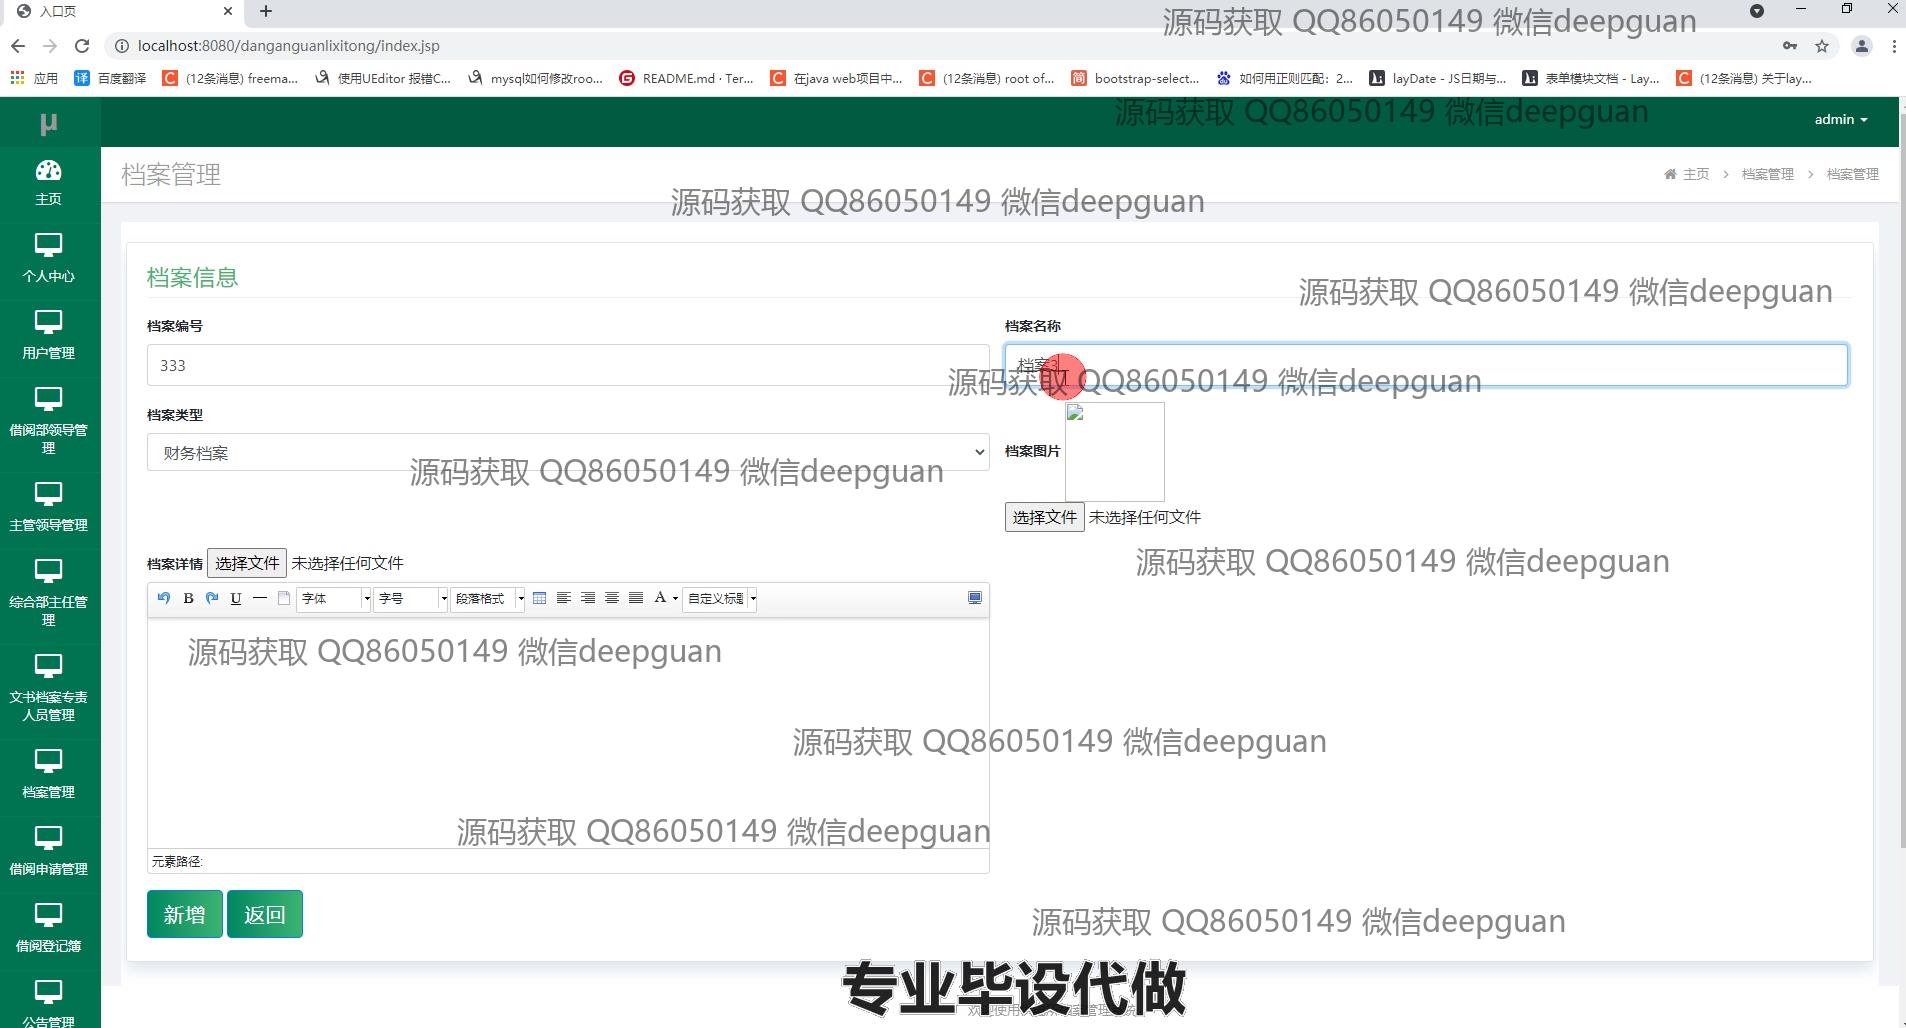 入口页
源码获取 QQ86050149 微信deepguan
localhost:8080/danganguanlixitong/index.jsp
应用 百度翻译 (12条消息) freema... 使用UEditor 报错C... mysql如何修改roo... README.md · Ter... 在java web项目中... (12条消息) root of... bootstrap-select... 如何用正则匹配：2... layDate - JS日期与... 表单模块文档 - Lay... (12条消息) 关于lay...
μ
源码获取 QQ86050149 微信deepguan
admin
主页
个人中心
用户管理
借阅部领导管
理
主管领导管理
综合部主任管
理
文书档案专责
人员管理
档案管理
借阅申请管理
借阅登记簿
公告管理
档案管理
主页 > 档案管理 > 档案管理
源码获取 QQ86050149 微信deepguan
档案信息
源码获取 QQ86050149 微信deepguan
档案编号
档案名称
333
档案3
源码获取 QQ86050149 微信deepguan
档案类型
财务档案
档案图片
源码获取 QQ86050149 微信deepguan
选择文件 未选择任何文件
档案详情 选择文件 未选择任何文件
源码获取 QQ86050149 微信deepguan
B U 字体 字号 段落格式 A 自定义标题
源码获取 QQ86050149 微信deepguan
源码获取 QQ86050149 微信deepguan
源码获取 QQ86050149 微信deepguan
元素路径:
新增 返回
源码获取 QQ86050149 微信deepguan
专业毕设代做